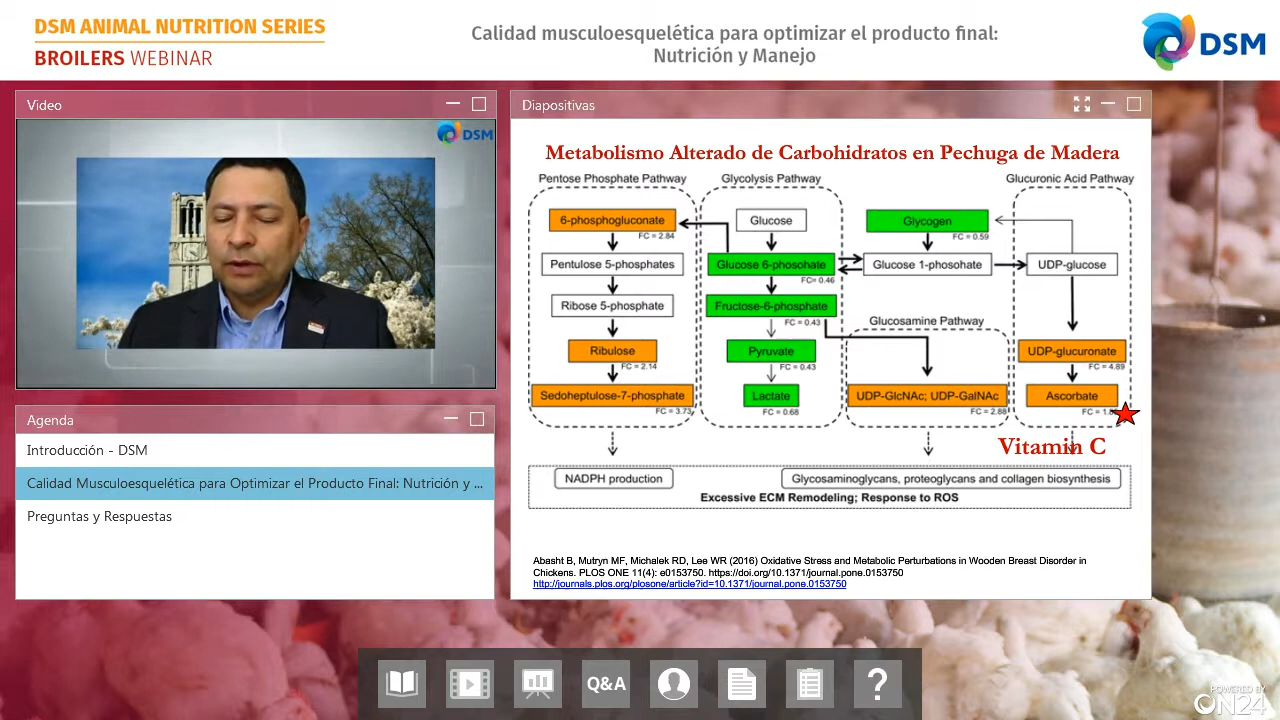 DSM ANIMAL NUTRITION SERIES
BROILERS WEBINAR
Calidad musculoesquelética para optimizar el producto final:
Nutrición y Manejo
DSM
Video
DSM
Agenda
Introducción - DSM
Calidad Musculoesquelética para Optimizar el Producto Final: Nutrición y ...
Preguntas y Respuestas
Diapositivas
Metabolismo Alterado de Carbohidratos en Pechuga de Madera
Pentose Phosphate Pathway
Glycolysis Pathway
Glucuronic Acid Pathway
6-phosphogluconate
FC = 2.84
Glucose
Glycogen
FC = 0.59
Pentulose 5-phosphates
Glucose 6-phosohate
FC= 0.46
Glucose 1-phosohate
UDP-glucose
Ribose 5-phosphate
Fructose-6-phosphate
FC = 0.43
Glucosamine Pathway
Ribulose
FC = 2.14
Pyruvate
FC = 0.43
UDP-glucuronate
FC = 4.89
Sedoheptulose-7-phosphate
FC = 3.73
Lactate
FC = 0.68
UDP-GlcNAc; UDP-GalNAc
FC = 2.88
Ascorbate
Vitamin C
NADPH production
Glycosaminoglycans, proteoglycans and collagen biosynthesis
Excessive ECM Remodeling; Response to ROS
Abasht B, Mutryn MF, Michalek RD, Lee WR (2016) Oxidative Stress and Metabolic Perturbations in Wooden Breast Disorder in
Chickens. PLOS ONE 11(4): e0153750. https://doi.org/10.1371/journal.pone.0153750
http://journals.plos.org/plosone/article?id=10.1371/journal.pone.0153750
Q&A
?
POWERED BY
ON24